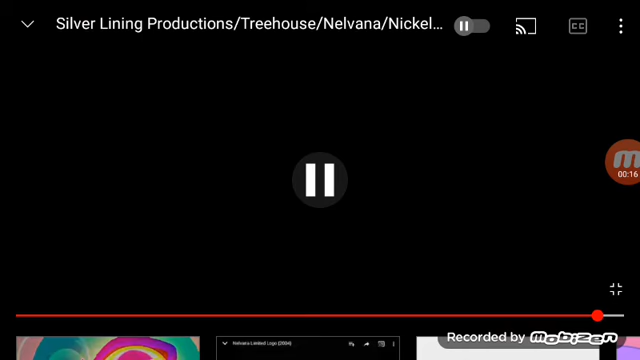 Silver Lining Productions/Treehouse/Nelvana/Nickel...
CC
00:16
Nelvana Limited Logo (2004)
Recorded by mobizen